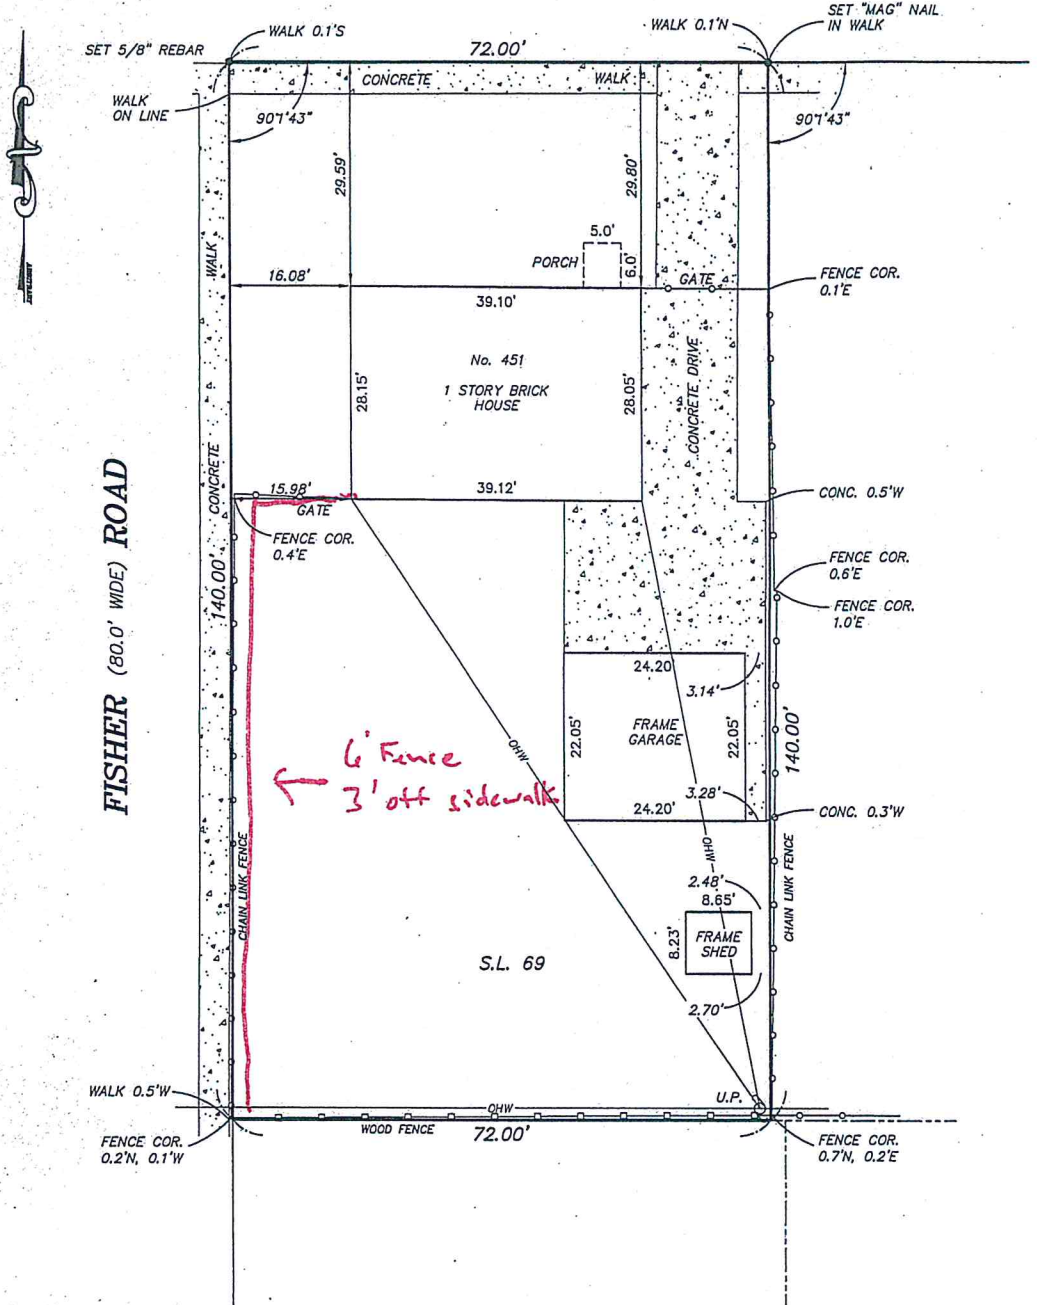 SET "MAG" NAIL
IN WALK
WALK 0.1'N
WALK 0.1'S
SET 5/8" REBAR
72.00'
CONCRETE
WALK
WALK
ON LINE
90°1'43"
90°1'43"
29.59'
29.80'
WALK
5.0'
PORCH
6.0'
16.08'
GATE
FENCE COR.
0.1'E
39.10'
No. 451
1 STORY BRICK
HOUSE
28.15'
28.05'
CONCRETE DRIVE
CONCRETE
15.98'
GATE
39.12'
CONC. 0.5'W
FENCE COR.
0.4'E
FENCE COR.
0.6'E
FENCE COR.
1.0'E
140.00'
FISHER (80.0' WIDE) ROAD
24.20
3.14'
FRAME
GARAGE
22.05'
22.05'
140.00'
OHW
6' Fence
3' off sidewalk
3.28'
24.20'
CONC. 0.3'W
OHW
CHAIN LINK FENCE
CHAIN LINK FENCE
2.48'
8.65'
8.23'
FRAME
SHED
S.L. 69
2.70'
WALK 0.5'W
U.P.
OHW
WOOD FENCE
72.00'
FENCE COR.
0.2'N, 0.1'W
FENCE COR.
0.7'N, 0.2'E